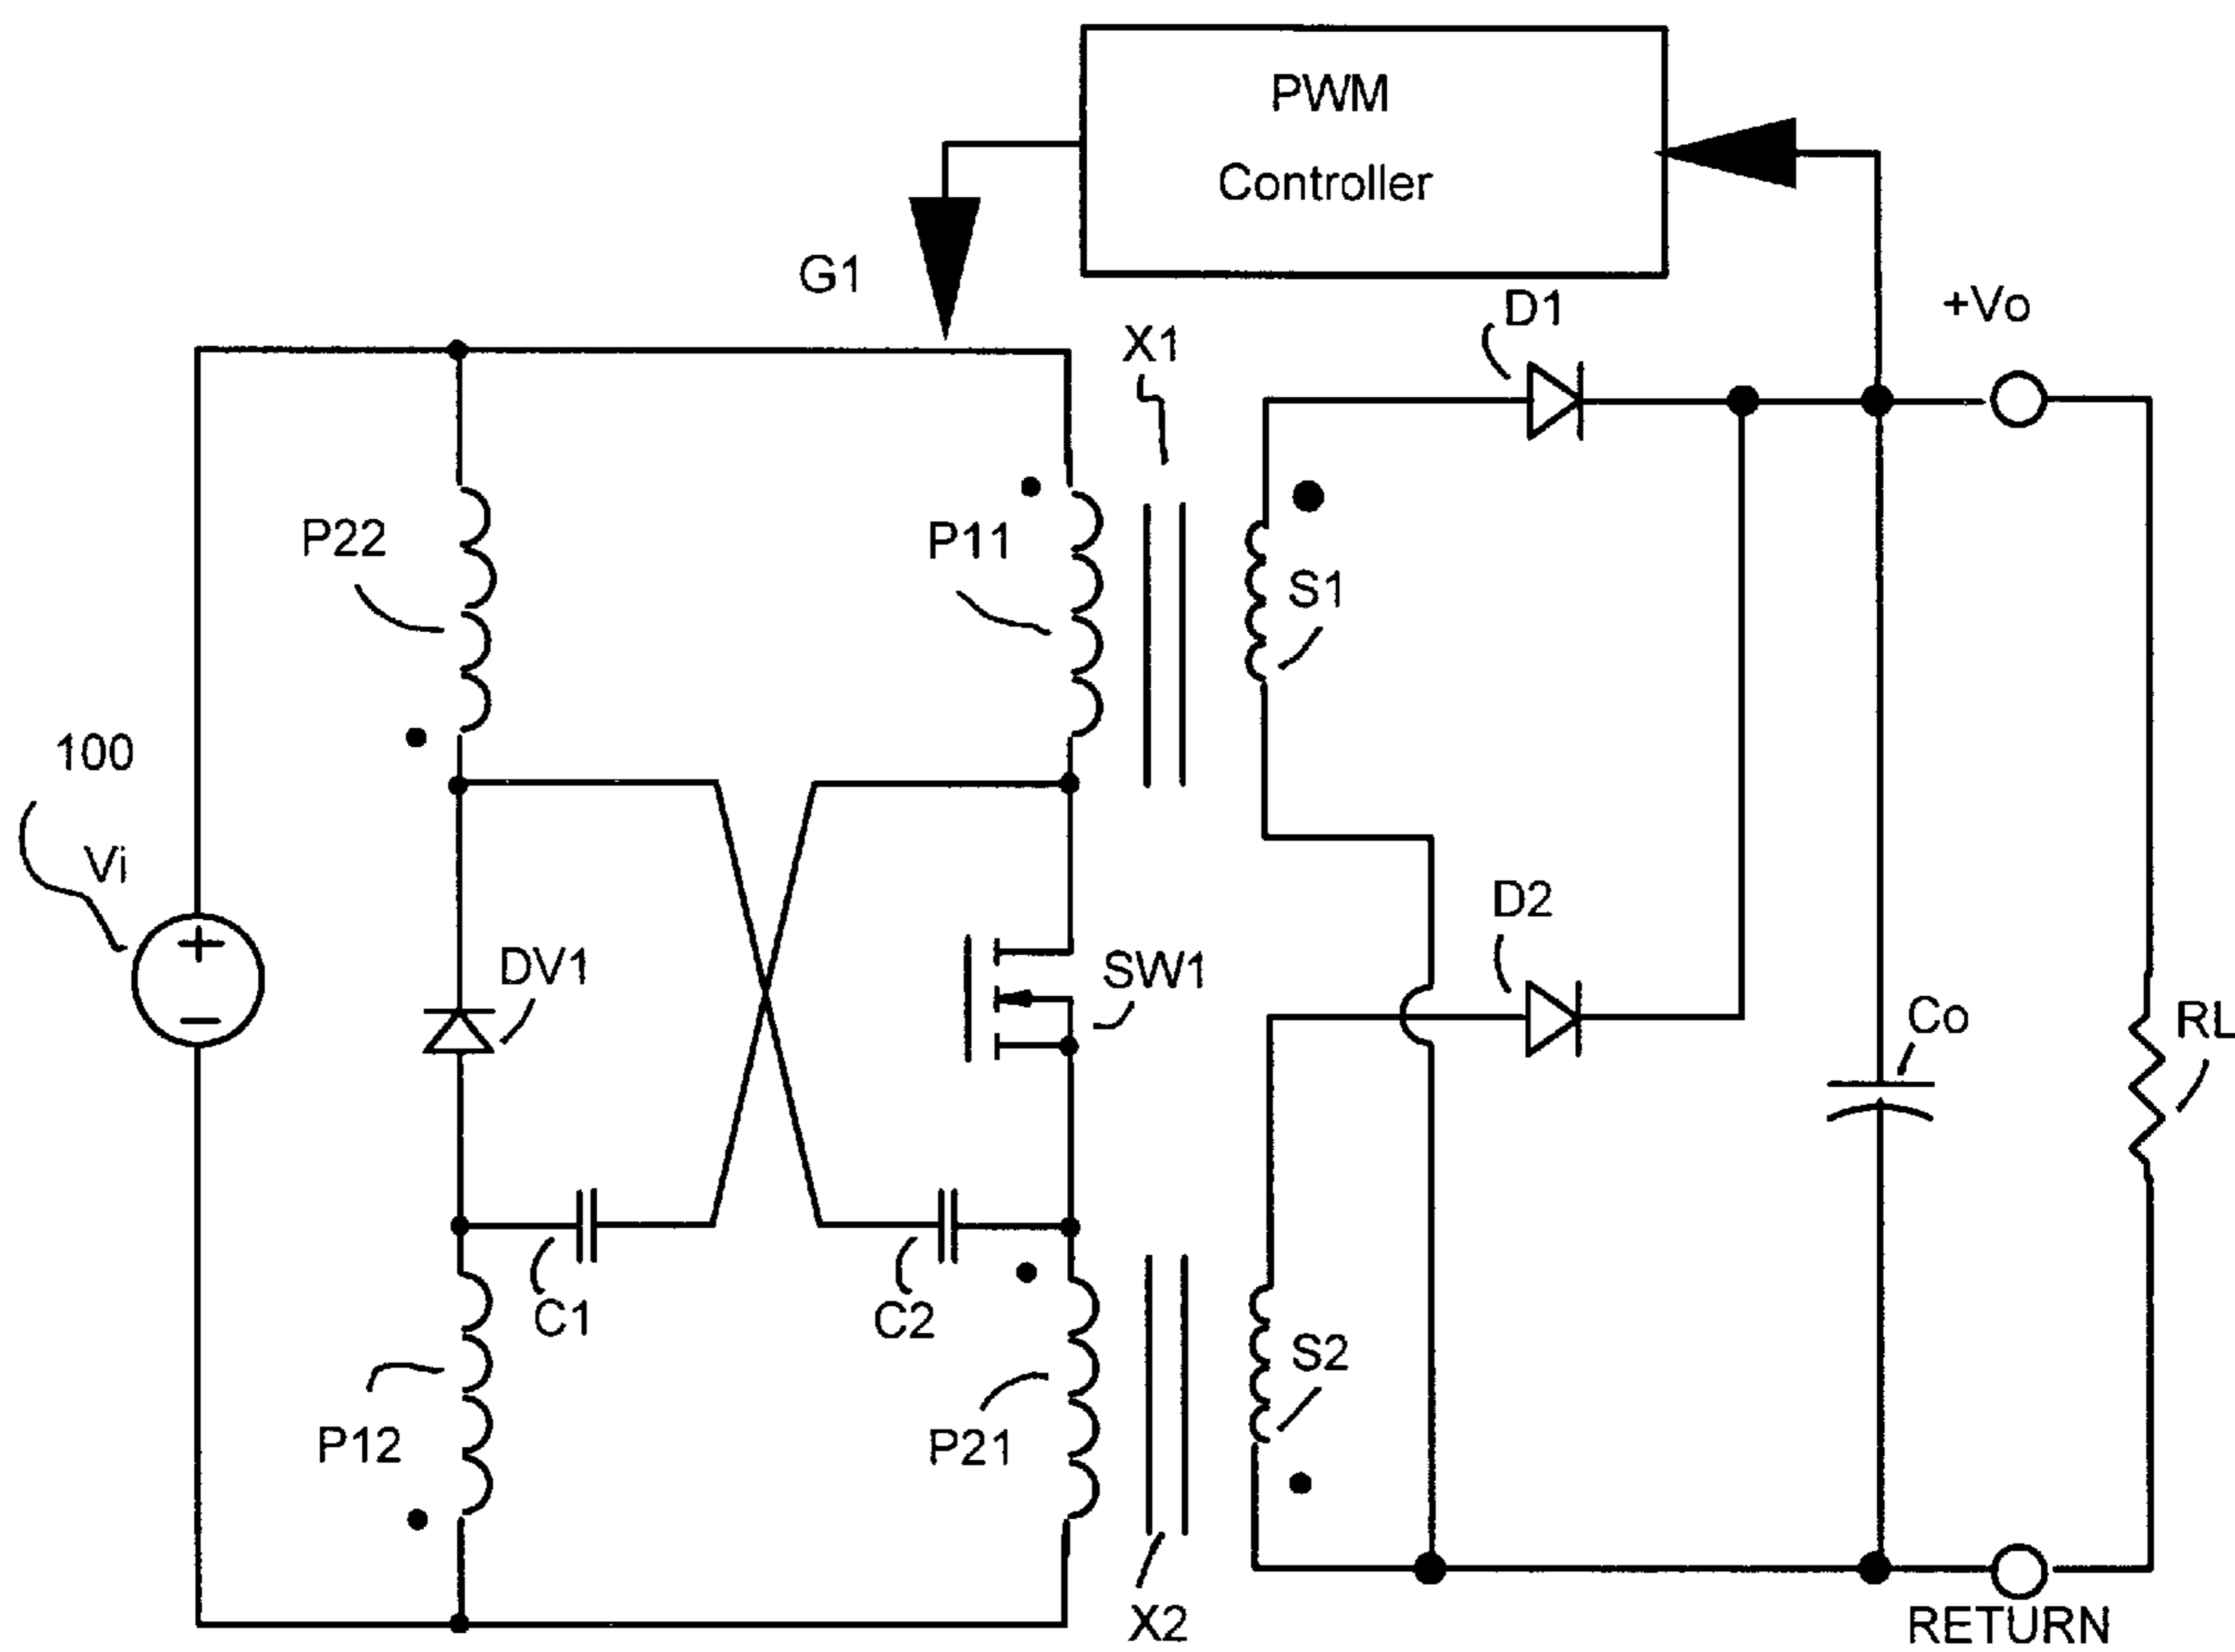 PWM
Controller
G1
X1
D1
+Vo
P22
P11
S1
100
Vi
DV1
SW1
D2
Co
RL
C1
C2
S2
P12
P21
X2
RETURN